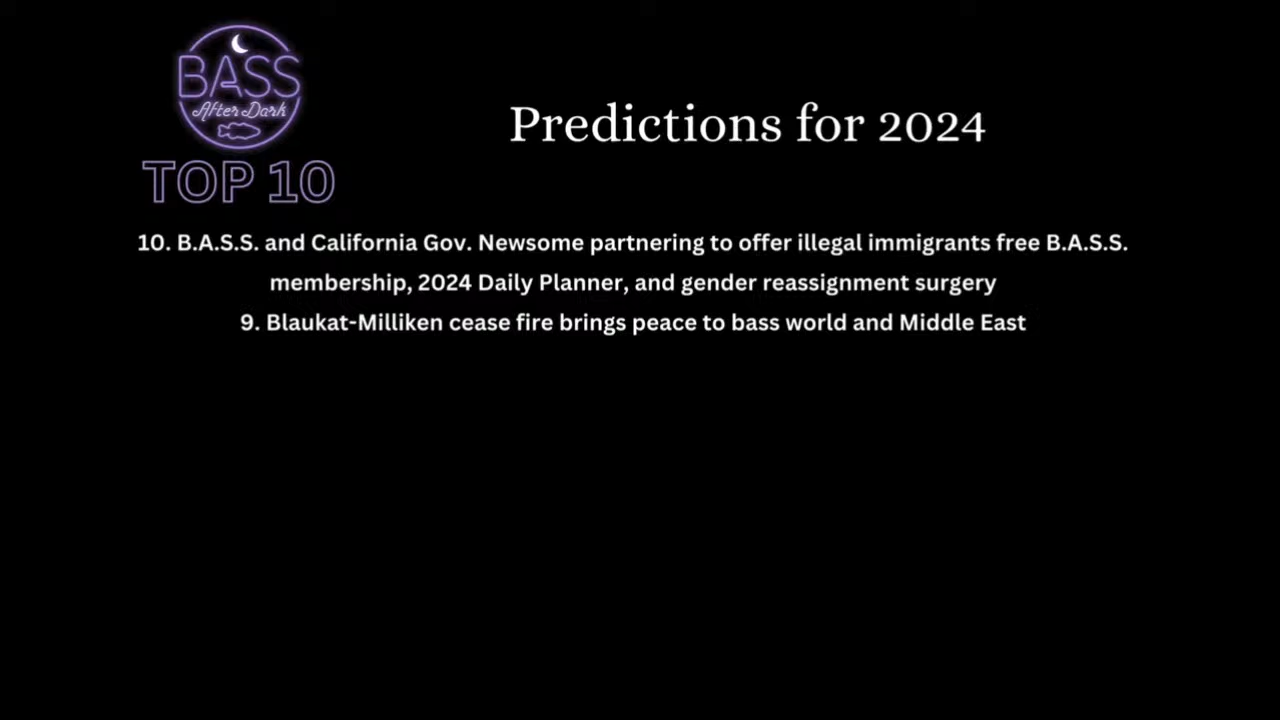 BASS
After Dark
TOP 10
Predictions for 2024
10. B.A.S.S. and California Gov. Newsome partnering to offer illegal immigrants free B.A.S.S.
membership, 2024 Daily Planner, and gender reassignment surgery
9. Blaukat-Milliken cease fire brings peace to bass world and Middle East